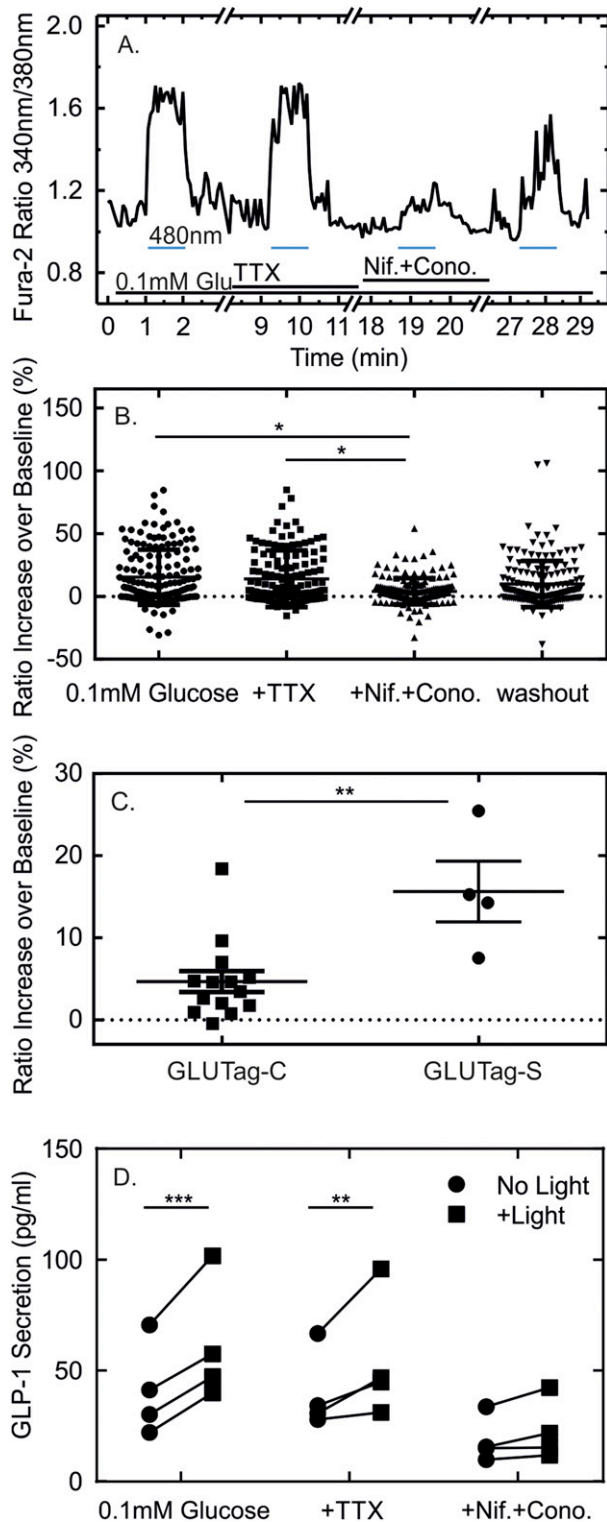 Fura-2 Ratio 340nm/380nm
2.0
1.6
1.2
0.8
A.
480nm
0.1mM Glu
TTX
Nif.+Cono.
0 1 2 9 10 11 18 19 20 27 28 29
Time (min)
Ratio Increase over Baseline (%)
150
100
50
0
-50
B.
*
*
0.1mM Glucose +TTX +Nif.+Cono. washout
Ratio Increase over Baseline (%)
30
20
10
0
C.
**
GLUTag-C GLUTag-S
GLP-1 Secretion (pg/ml)
150
100
50
0
D.
***
**
No Light
+Light
0.1mM Glucose +TTX +Nif.+Cono.